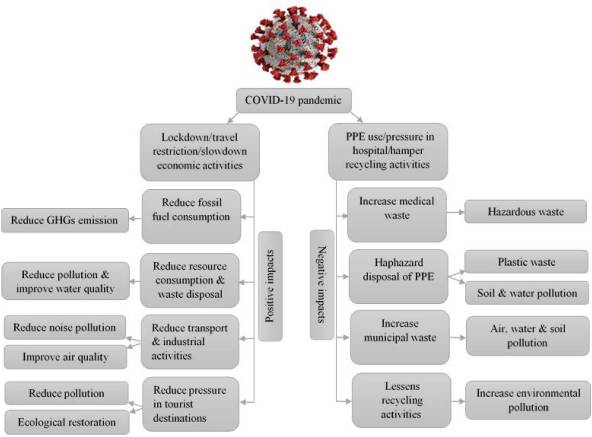 COVID-19 pandemic
Lockdown/travel
restriction/slowdown
economic activities
PPE use/pressure in
hospital/hamper
recycling activities
Reduce GHGs emission
Reduce fossil
fuel consumption
Reduce pollution &
improve water quality
Reduce resource
consumption &
waste disposal
Reduce noise pollution
Improve air quality
Reduce transport
& industrial
activities
Reduce pollution
Ecological restoration
Reduce pressure
in tourist
destinations
Positive impacts
Negative impacts
Increase medical
waste
Hazardous waste
Haphazard
disposal of PPE
Plastic waste
Soil & water pollution
Increase
municipal waste
Air, water & soil
pollution
Lessens
recycling
activities
Increase environmental
pollution